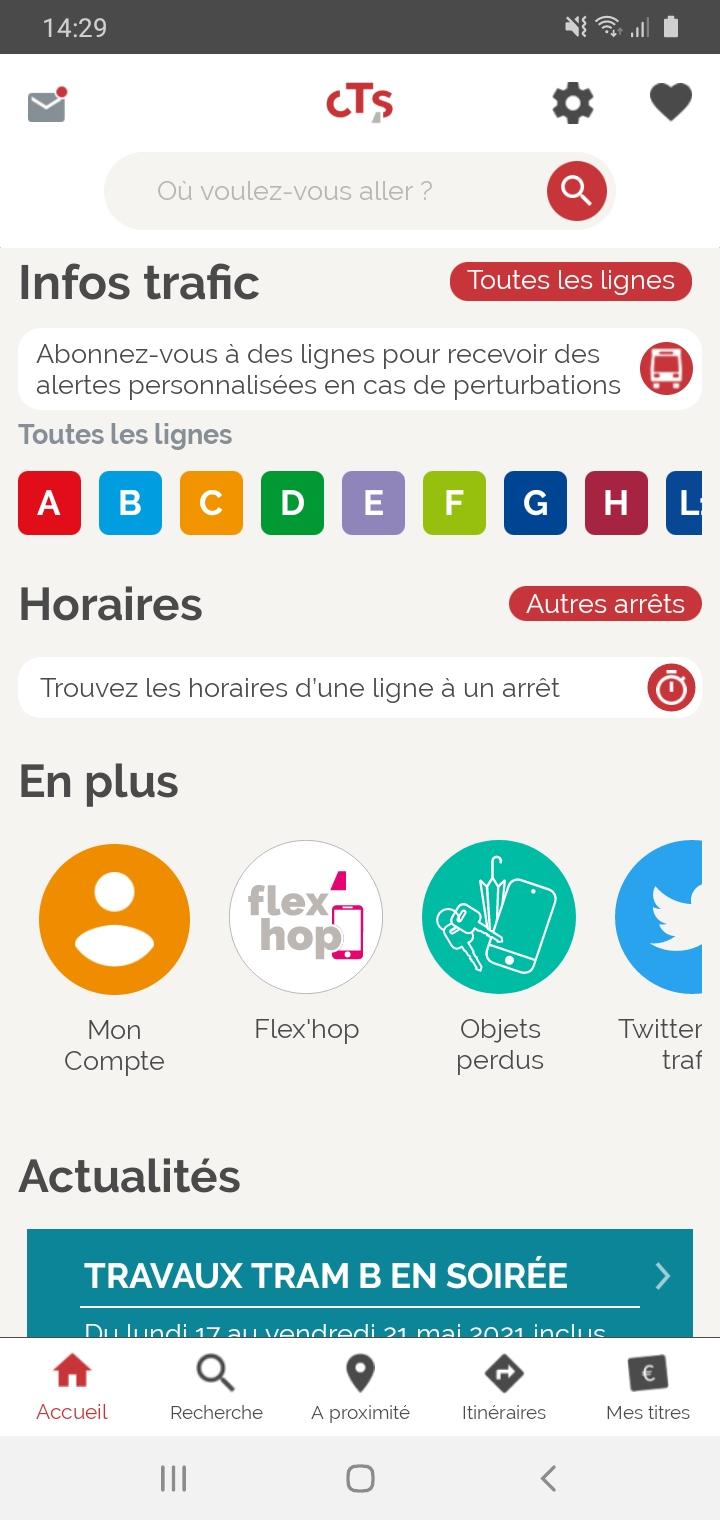 14:29
cTs
Où voulez-vous aller ?
Infos trafic
Toutes les lignes
Abonnez-vous à des lignes pour recevoir des
alertes personnalisées en cas de perturbations
Toutes les lignes
A B C D E F G H L
Horaires
Autres arrêts
Trouvez les horaires d'une ligne à un arrêt
En plus
flex
hop
Mon
Compte
Flex'hop
Objets
perdus
Twitter
traf
Actualités
TRAVAUX TRAM B EN SOIRÉE
Du lundi 17 au vendredi 21 mai 2021 inclus
€
Accueil
Recherche
A proximité
Itinéraires
Mes titres